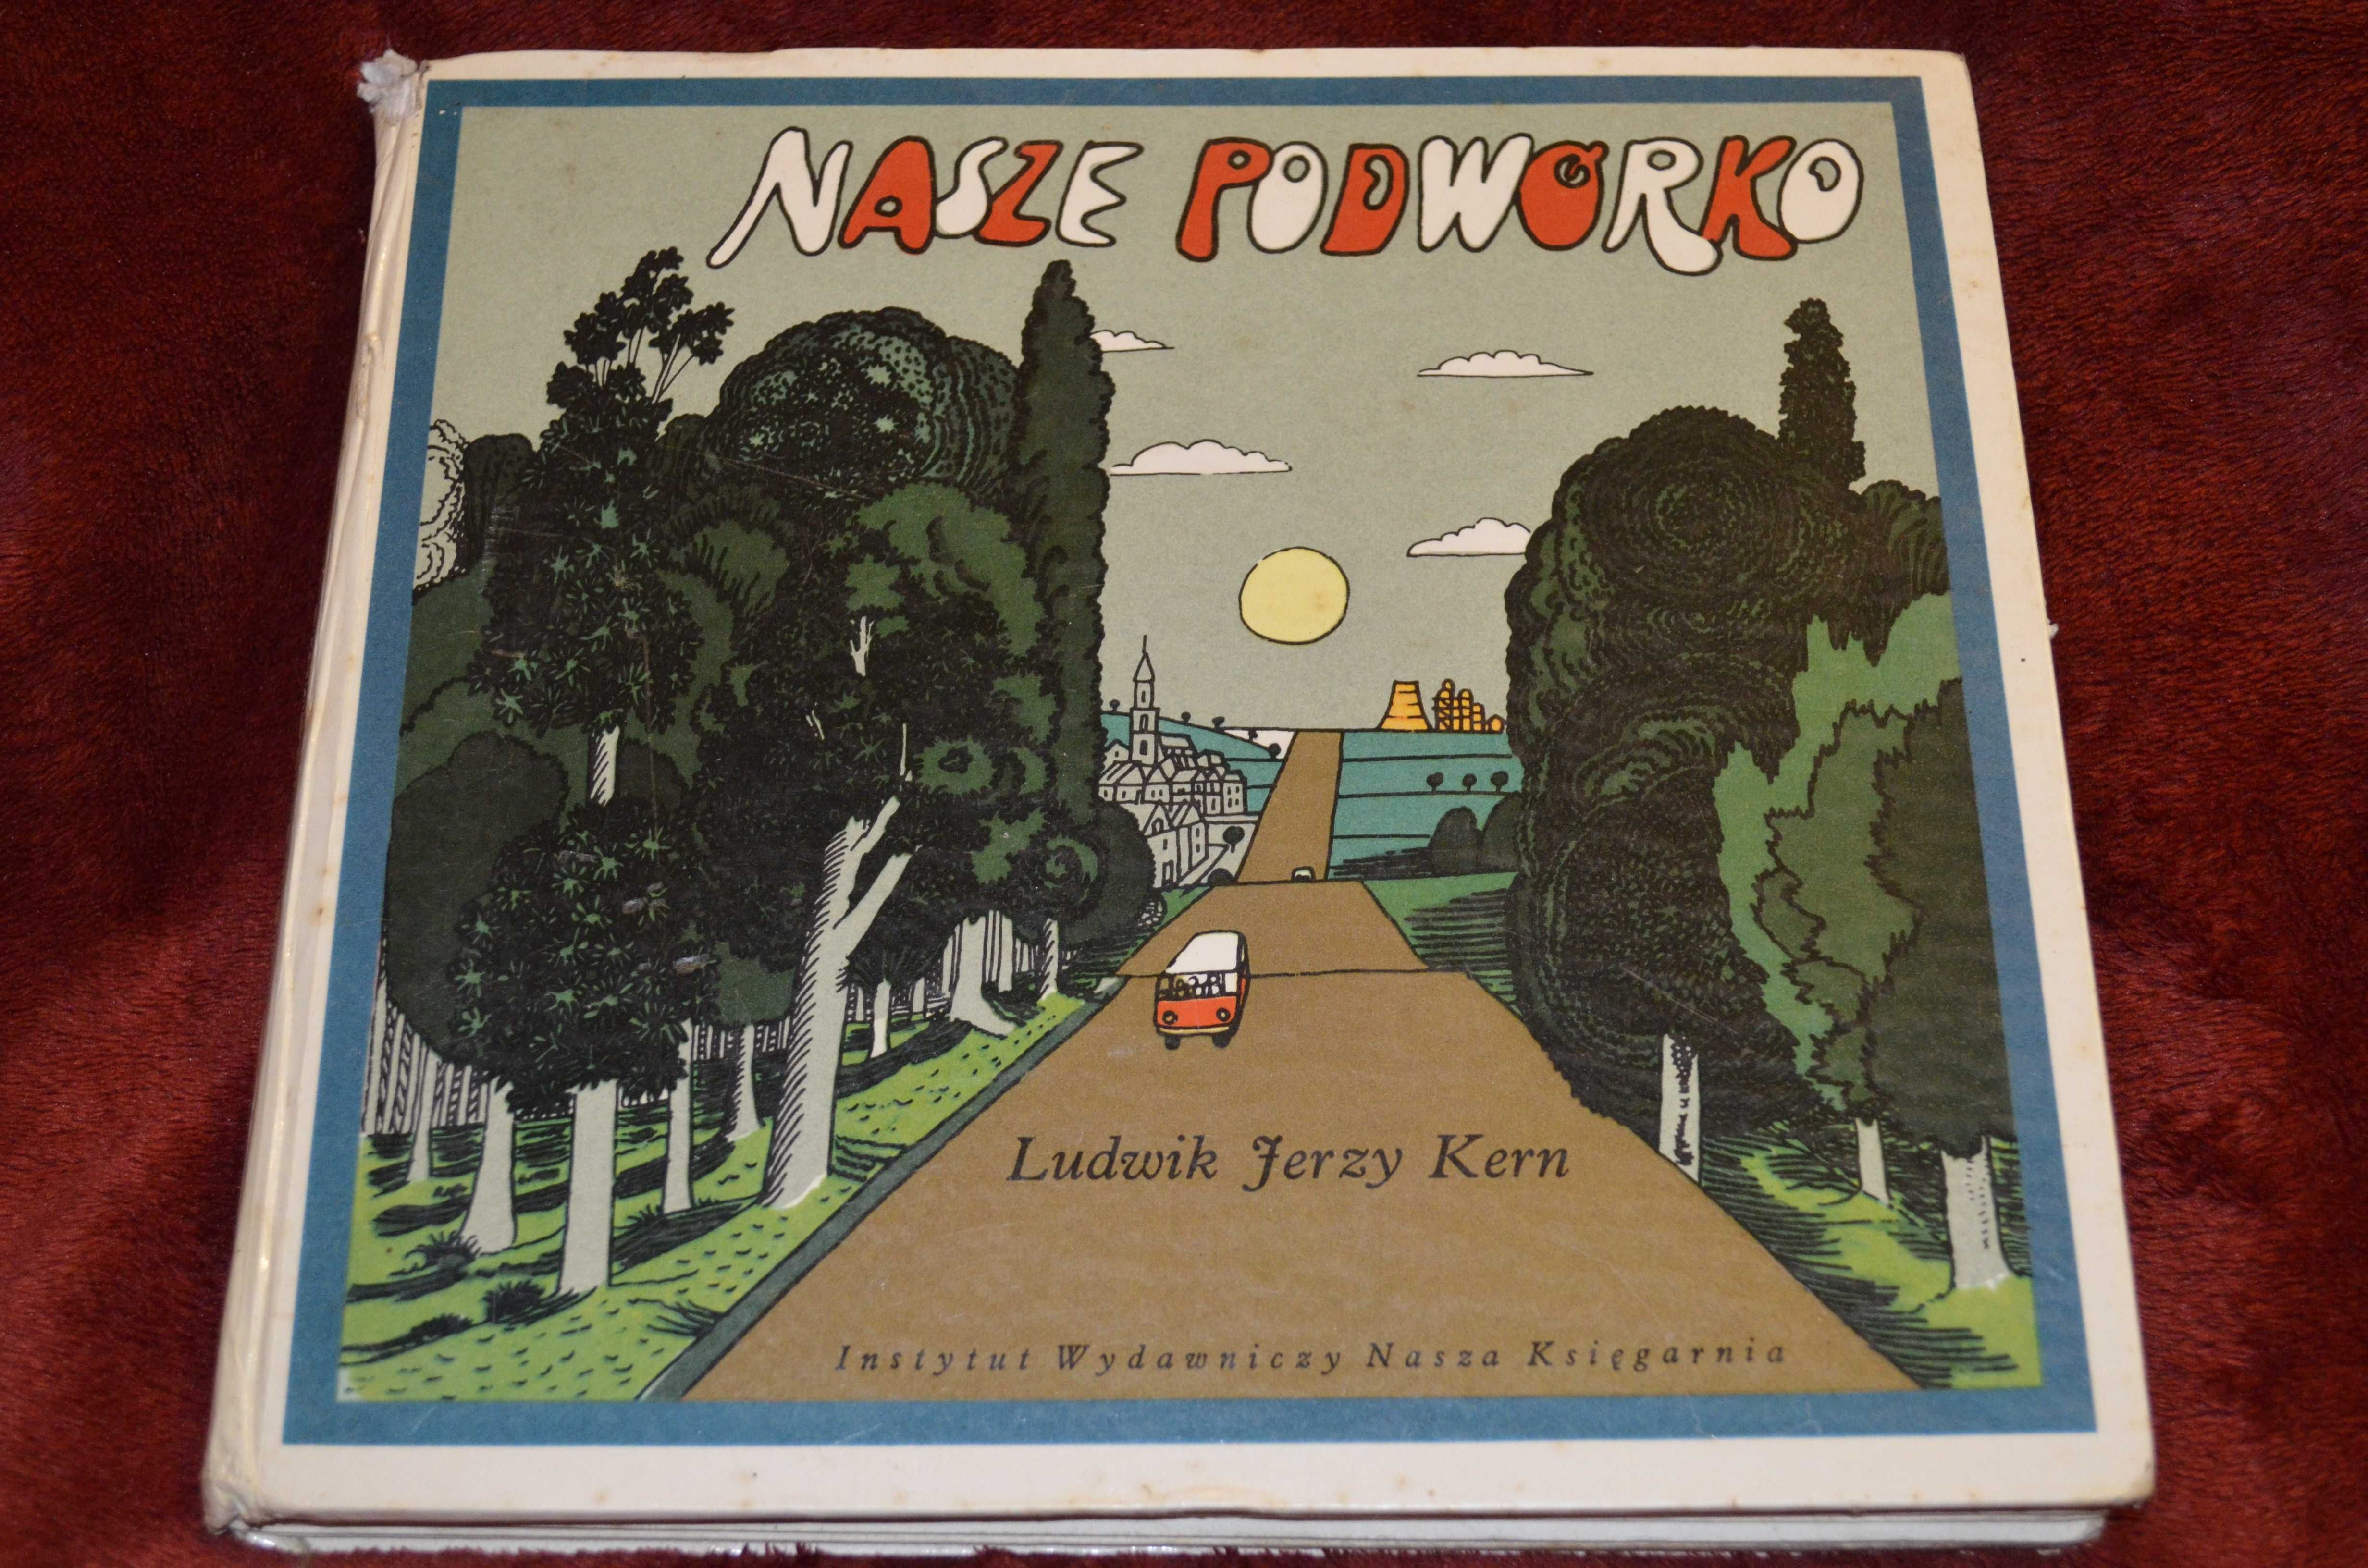 NASZE PODWÓRKO
Ludwik Jerzy Kern
Instytut Wydawniczy Nasza Księgarnia